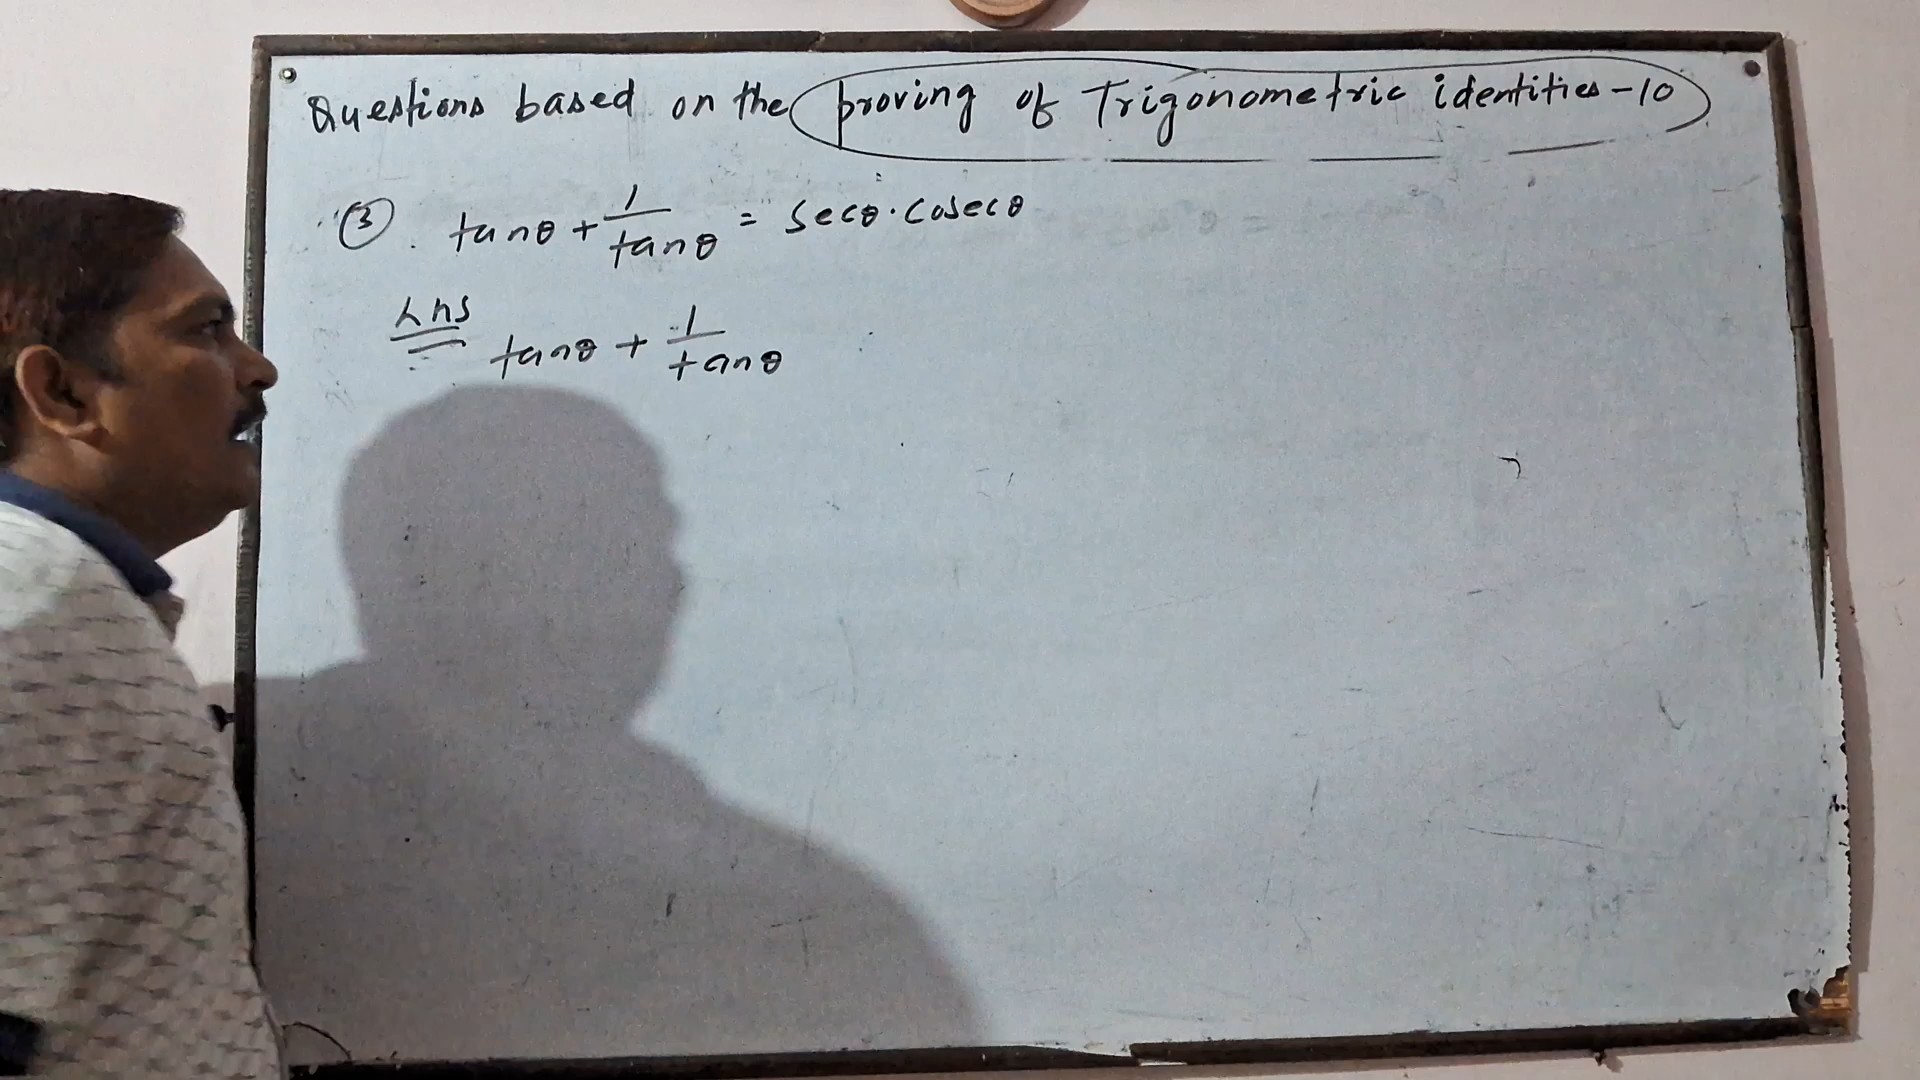 Questions based on the proving of Trigonometric identities-10
③. tanθ + 1/tanθ = secθ.cosecθ
LHS tanθ + 1/tanθ